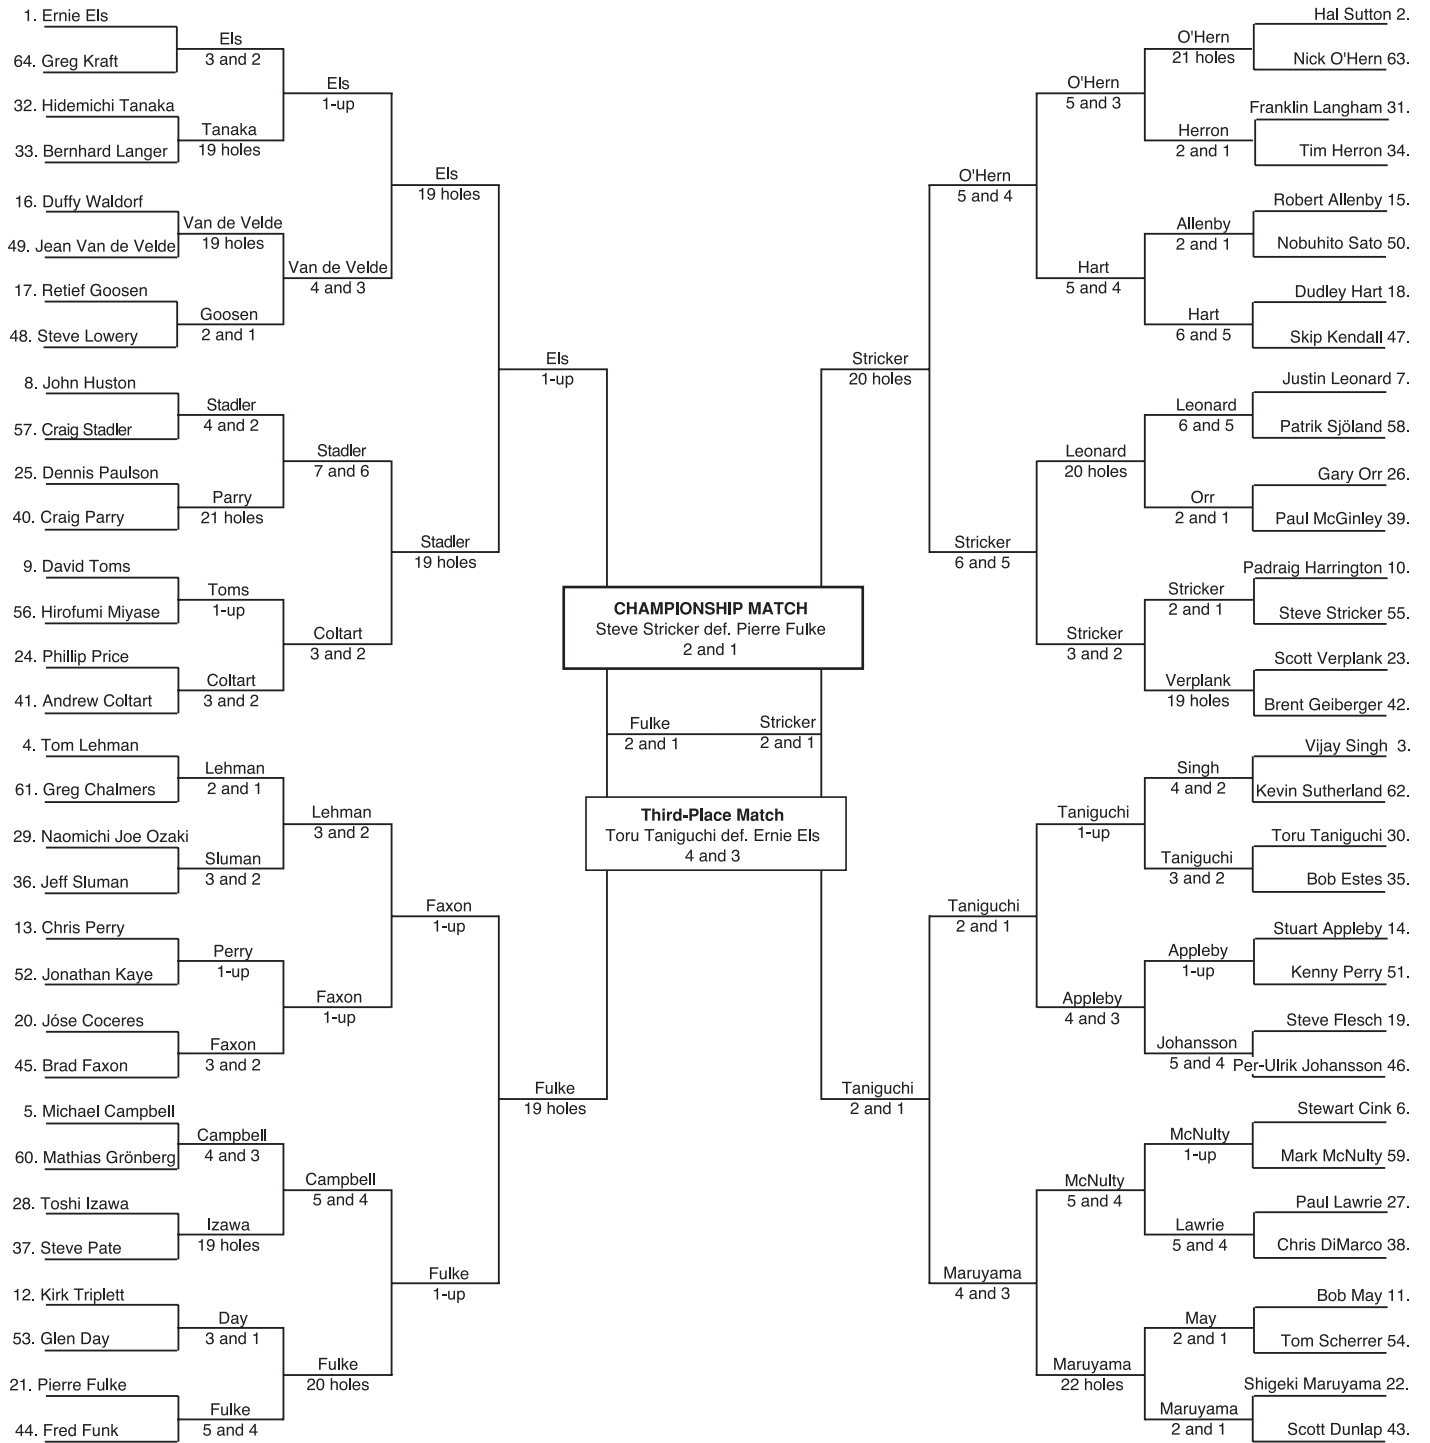 1. Ernie Els
64. Greg Kraft
32. Hidemichi Tanaka
33. Bernhard Langer
16. Duffy Waldorf
49. Jean Van de Velde
17. Retief Goosen
48. Steve Lowery
8. John Huston
57. Craig Stadler
25. Dennis Paulson
40. Craig Parry
9. David Toms
56. Hirofumi Miyase
24. Phillip Price
41. Andrew Coltart
4. Tom Lehman
61. Greg Chalmers
29. Naomichi Joe Ozaki
36. Jeff Sluman
13. Chris Perry
52. Jonathan Kaye
20. Jóse Coceres
45. Brad Faxon
5. Michael Campbell
60. Mathias Grönberg
28. Toshi Izawa
37. Steve Pate
12. Kirk Triplett
53. Glen Day
21. Pierre Fulke
44. Fred Funk
Els
3 and 2
Tanaka
19 holes
Van de Velde
19 holes
Goosen
2 and 1
Stadler
4 and 2
Parry
21 holes
Toms
1-up
Coltart
3 and 2
Lehman
2 and 1
Sluman
3 and 2
Perry
1-up
Faxon
3 and 2
Campbell
4 and 3
Izawa
19 holes
Day
3 and 1
Fulke
5 and 4
Els
1-up
Van de Velde
4 and 3
Stadler
7 and 6
Coltart
3 and 2
Lehman
3 and 2
Faxon
1-up
Campbell
5 and 4
Fulke
20 holes
Els
19 holes
Stadler
19 holes
Faxon
1-up
Fulke
1-up
Els
1-up
Fulke
19 holes
CHAMPIONSHIP MATCH
Steve Stricker def. Pierre Fulke
2 and 1
Fulke
2 and 1
Stricker
2 and 1
Third-Place Match
Toru Taniguchi def. Ernie Els
4 and 3
Stricker
20 holes
Taniguchi
2 and 1
O'Hern
5 and 4
Stricker
6 and 5
Taniguchi
2 and 1
Maruyama
4 and 3
O'Hern
5 and 3
Hart
5 and 4
Leonard
20 holes
Stricker
3 and 2
Taniguchi
1-up
Appleby
4 and 3
McNulty
5 and 4
Maruyama
22 holes
O'Hern
21 holes
Herron
2 and 1
Allenby
2 and 1
Hart
6 and 5
Leonard
6 and 5
Orr
2 and 1
Stricker
2 and 1
Verplank
19 holes
Singh
4 and 2
Taniguchi
3 and 2
Appleby
1-up
Johansson
5 and 4
McNulty
1-up
Lawrie
5 and 4
May
2 and 1
Maruyama
2 and 1
Hal Sutton 2.
Nick O'Hern 63.
Franklin Langham 31.
Tim Herron 34.
Robert Allenby 15.
Nobuhito Sato 50.
Dudley Hart 18.
Skip Kendall 47.
Justin Leonard 7.
Patrik Sjöland 58.
Gary Orr 26.
Paul McGinley 39.
Padraig Harrington 10.
Steve Stricker 55.
Scott Verplank 23.
Brent Geiberger 42.
Vijay Singh 3.
Kevin Sutherland 62.
Toru Taniguchi 30.
Bob Estes 35.
Stuart Appleby 14.
Kenny Perry 51.
Steve Flesch 19.
Per-Ulrik Johansson 46.
Stewart Cink 6.
Mark McNulty 59.
Paul Lawrie 27.
Chris DiMarco 38.
Bob May 11.
Tom Scherrer 54.
Shigeki Maruyama 22.
Scott Dunlap 43.